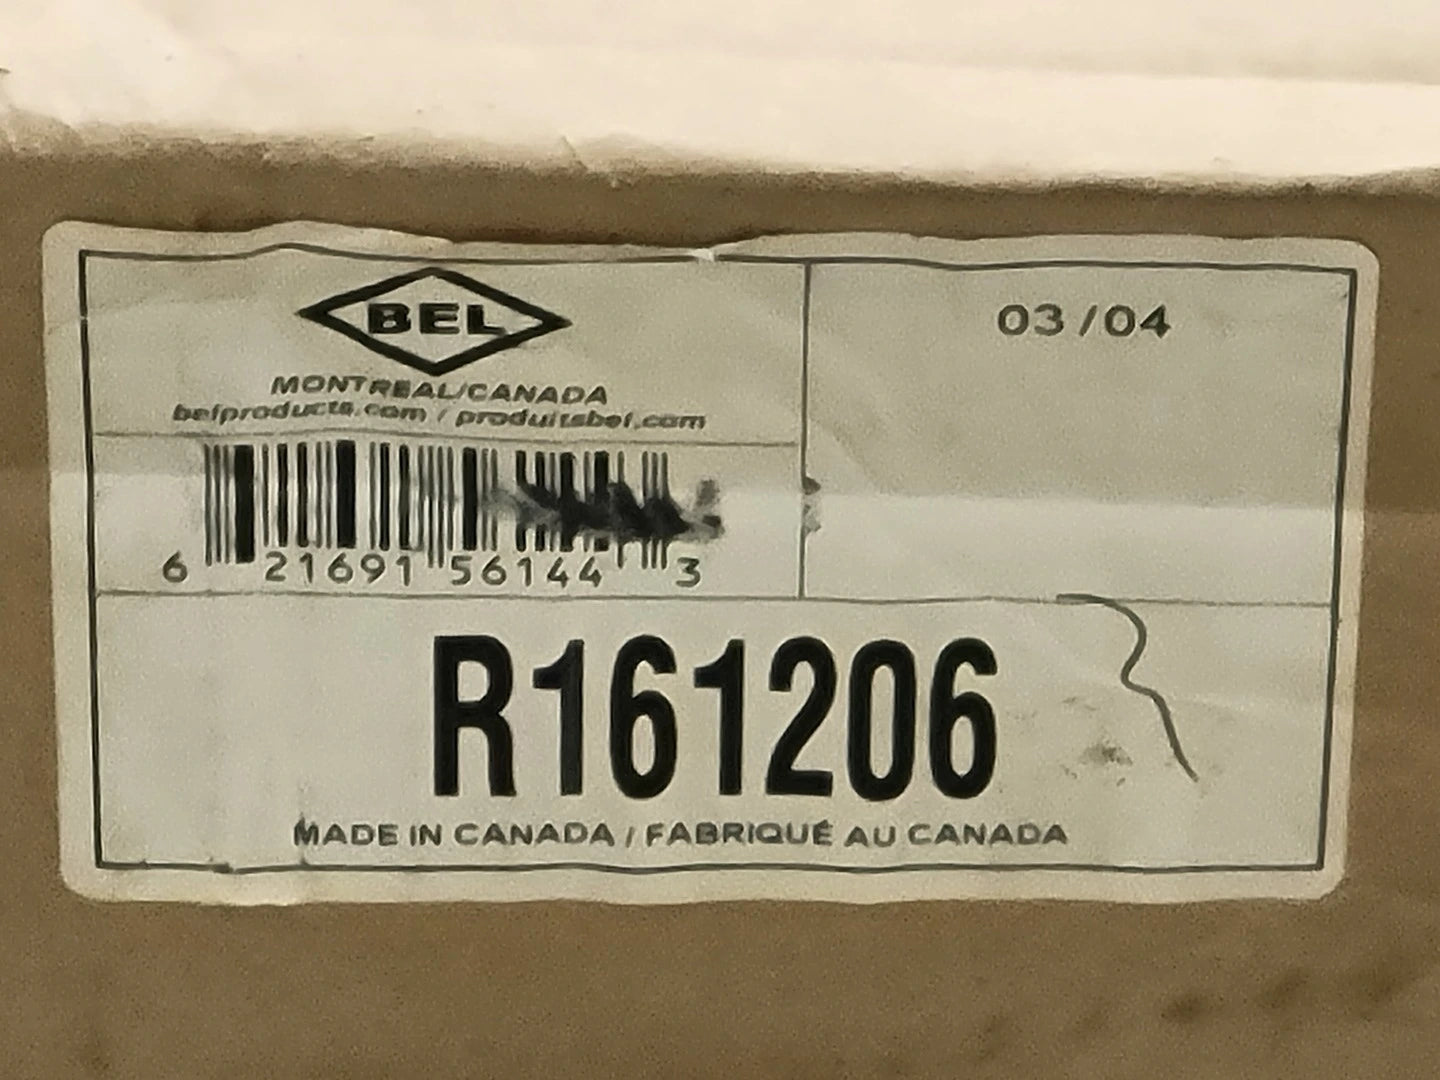 BEL
MONTREAL/CANADA
belproducts.com / produitsbel.com
03/04
6 21691 56144 3
R161206
MADE IN CANADA / FABRIQUÉ AU CANADA